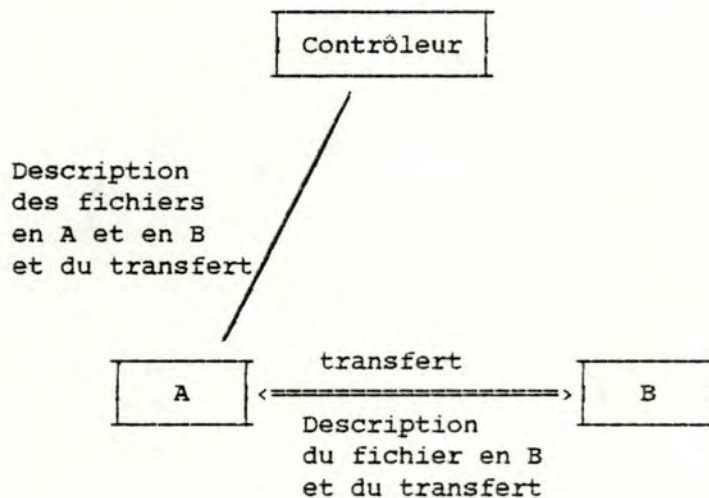 Contrôleur
Description
des fichiers
en A et en B
et du transfert
transfert
A
B
Description
du fichier en B
et du transfert